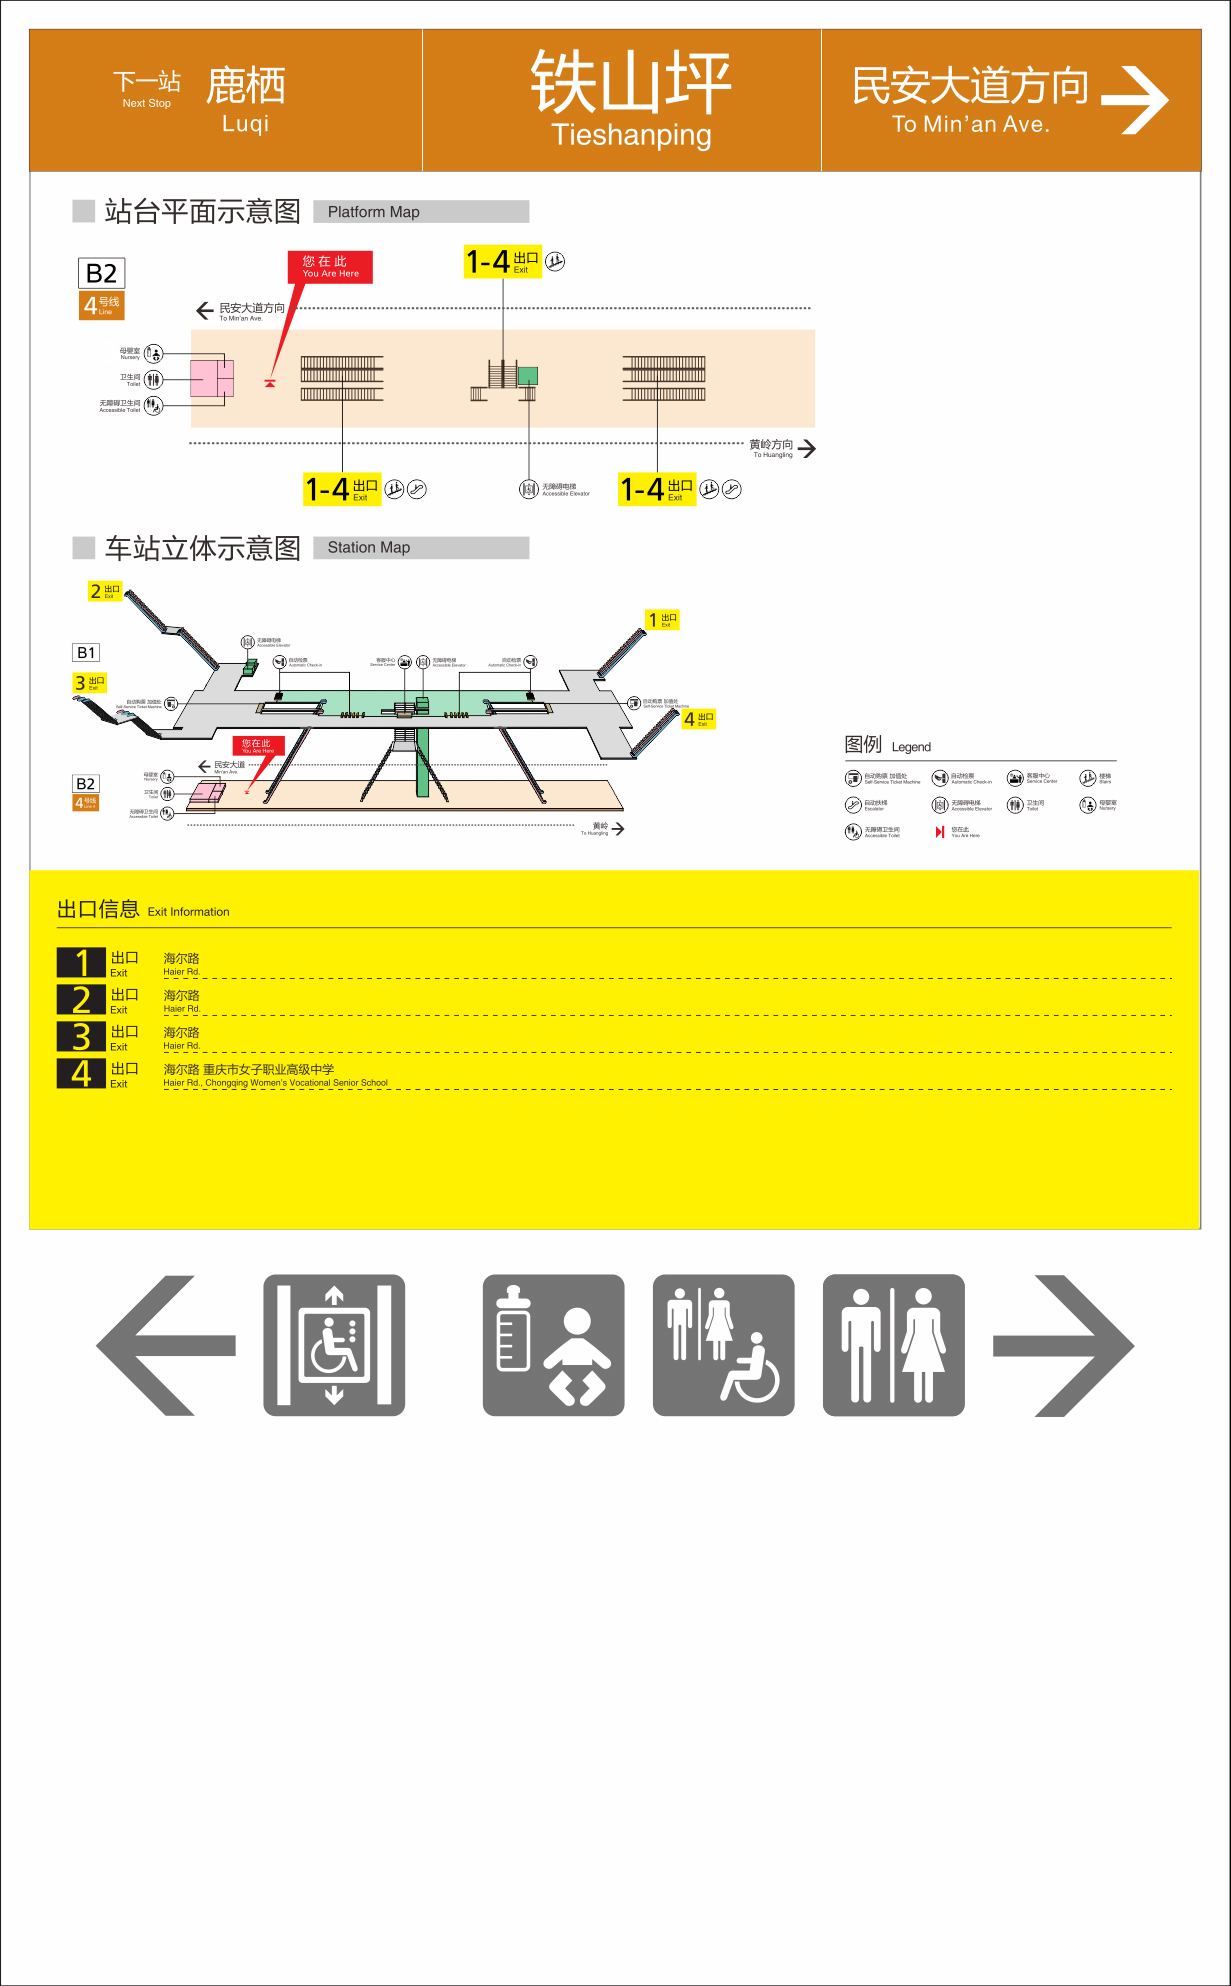 下一站
Next Stop
鹿栖
Luqi
铁山坪
Tieshanping
民安大道方向
To Min'an Ave.
站台平面示意图
Platform Map
B2
4号线
Line
您在此
You Are Here
1-4 出口
Exit
民安大道方向
To Min'an Ave.
母婴室
Nursery
卫生间
Toilet
无障碍卫生间
Accessible Toilet
黄岭方向
To Huangling
1-4 出口
Exit
无障碍电梯
Accessible Elevator
1-4 出口
Exit
车站立体示意图
Station Map
2 出口
Exit
1 出口
Exit
B1
无障碍电梯
Accessible Elevator
自动检票
Automatic Check-in
客服中心
Service Center
无障碍电梯
Accessible Elevator
自动检票
Automatic Check-in
3 出口
Exit
自动购票 加值处
Self-Service Ticket Machine
自动购票 加值处
Self-Service Ticket Machine
4 出口
Exit
您在此
You Are Here
民安大道
Min'an Ave.
B2
4号线
Line 4
母婴室
Nursery
卫生间
Toilet
无障碍卫生间
Accessible Toilet
黄岭
To Huangling
图例
Legend
自动购票 加值处
Self-Service Ticket Machine
自动检票
Automatic Check-in
客服中心
Service Center
楼梯
Stairs
自动扶梯
Escalator
无障碍电梯
Accessible Elevator
卫生间
Toilet
母婴室
Nursery
无障碍卫生间
Accessible Toilet
您在此
You Are Here
出口信息 Exit Information
1 出口
Exit
海尔路
Haier Rd.
2 出口
Exit
海尔路
Haier Rd.
3 出口
Exit
海尔路
Haier Rd.
4 出口
Exit
海尔路 重庆市女子职业高级中学
Haier Rd., Chongqing Women's Vocational Senior School